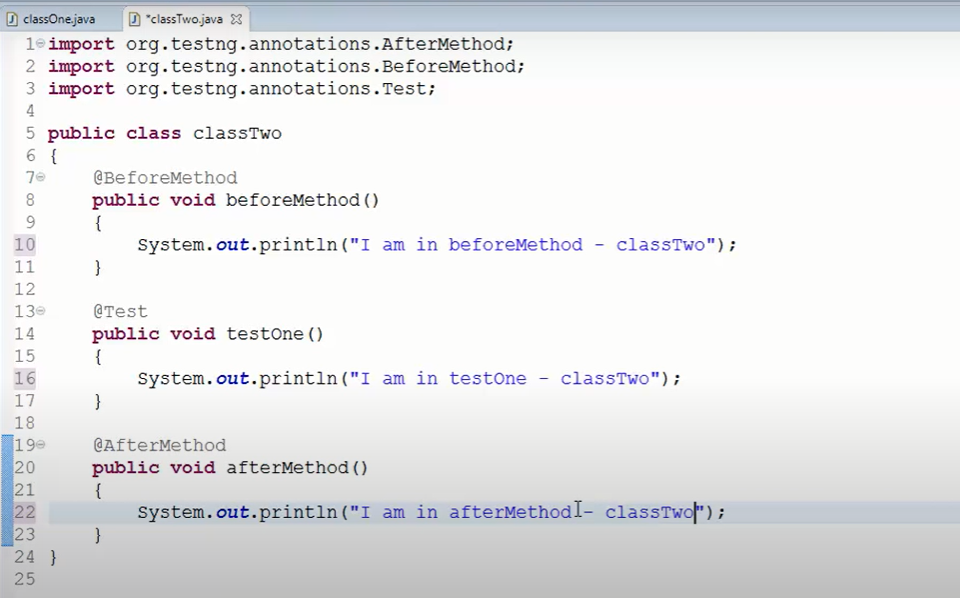 classOne.java *classTwo.java
1 import org.testng.annotations.AfterMethod;
2 import org.testng.annotations.BeforeMethod;
3 import org.testng.annotations.Test;
4
5 public class classTwo
6 {
7 @BeforeMethod
8 public void beforeMethod()
9 {
10 System.out.println("I am in beforeMethod - classTwo");
11 }
12
13 @Test
14 public void testOne()
15 {
16 System.out.println("I am in testOne - classTwo");
17 }
18
19 @AfterMethod
20 public void afterMethod()
21 {
22 System.out.println("I am in afterMethod - classTwo");
23 }
24 }
25